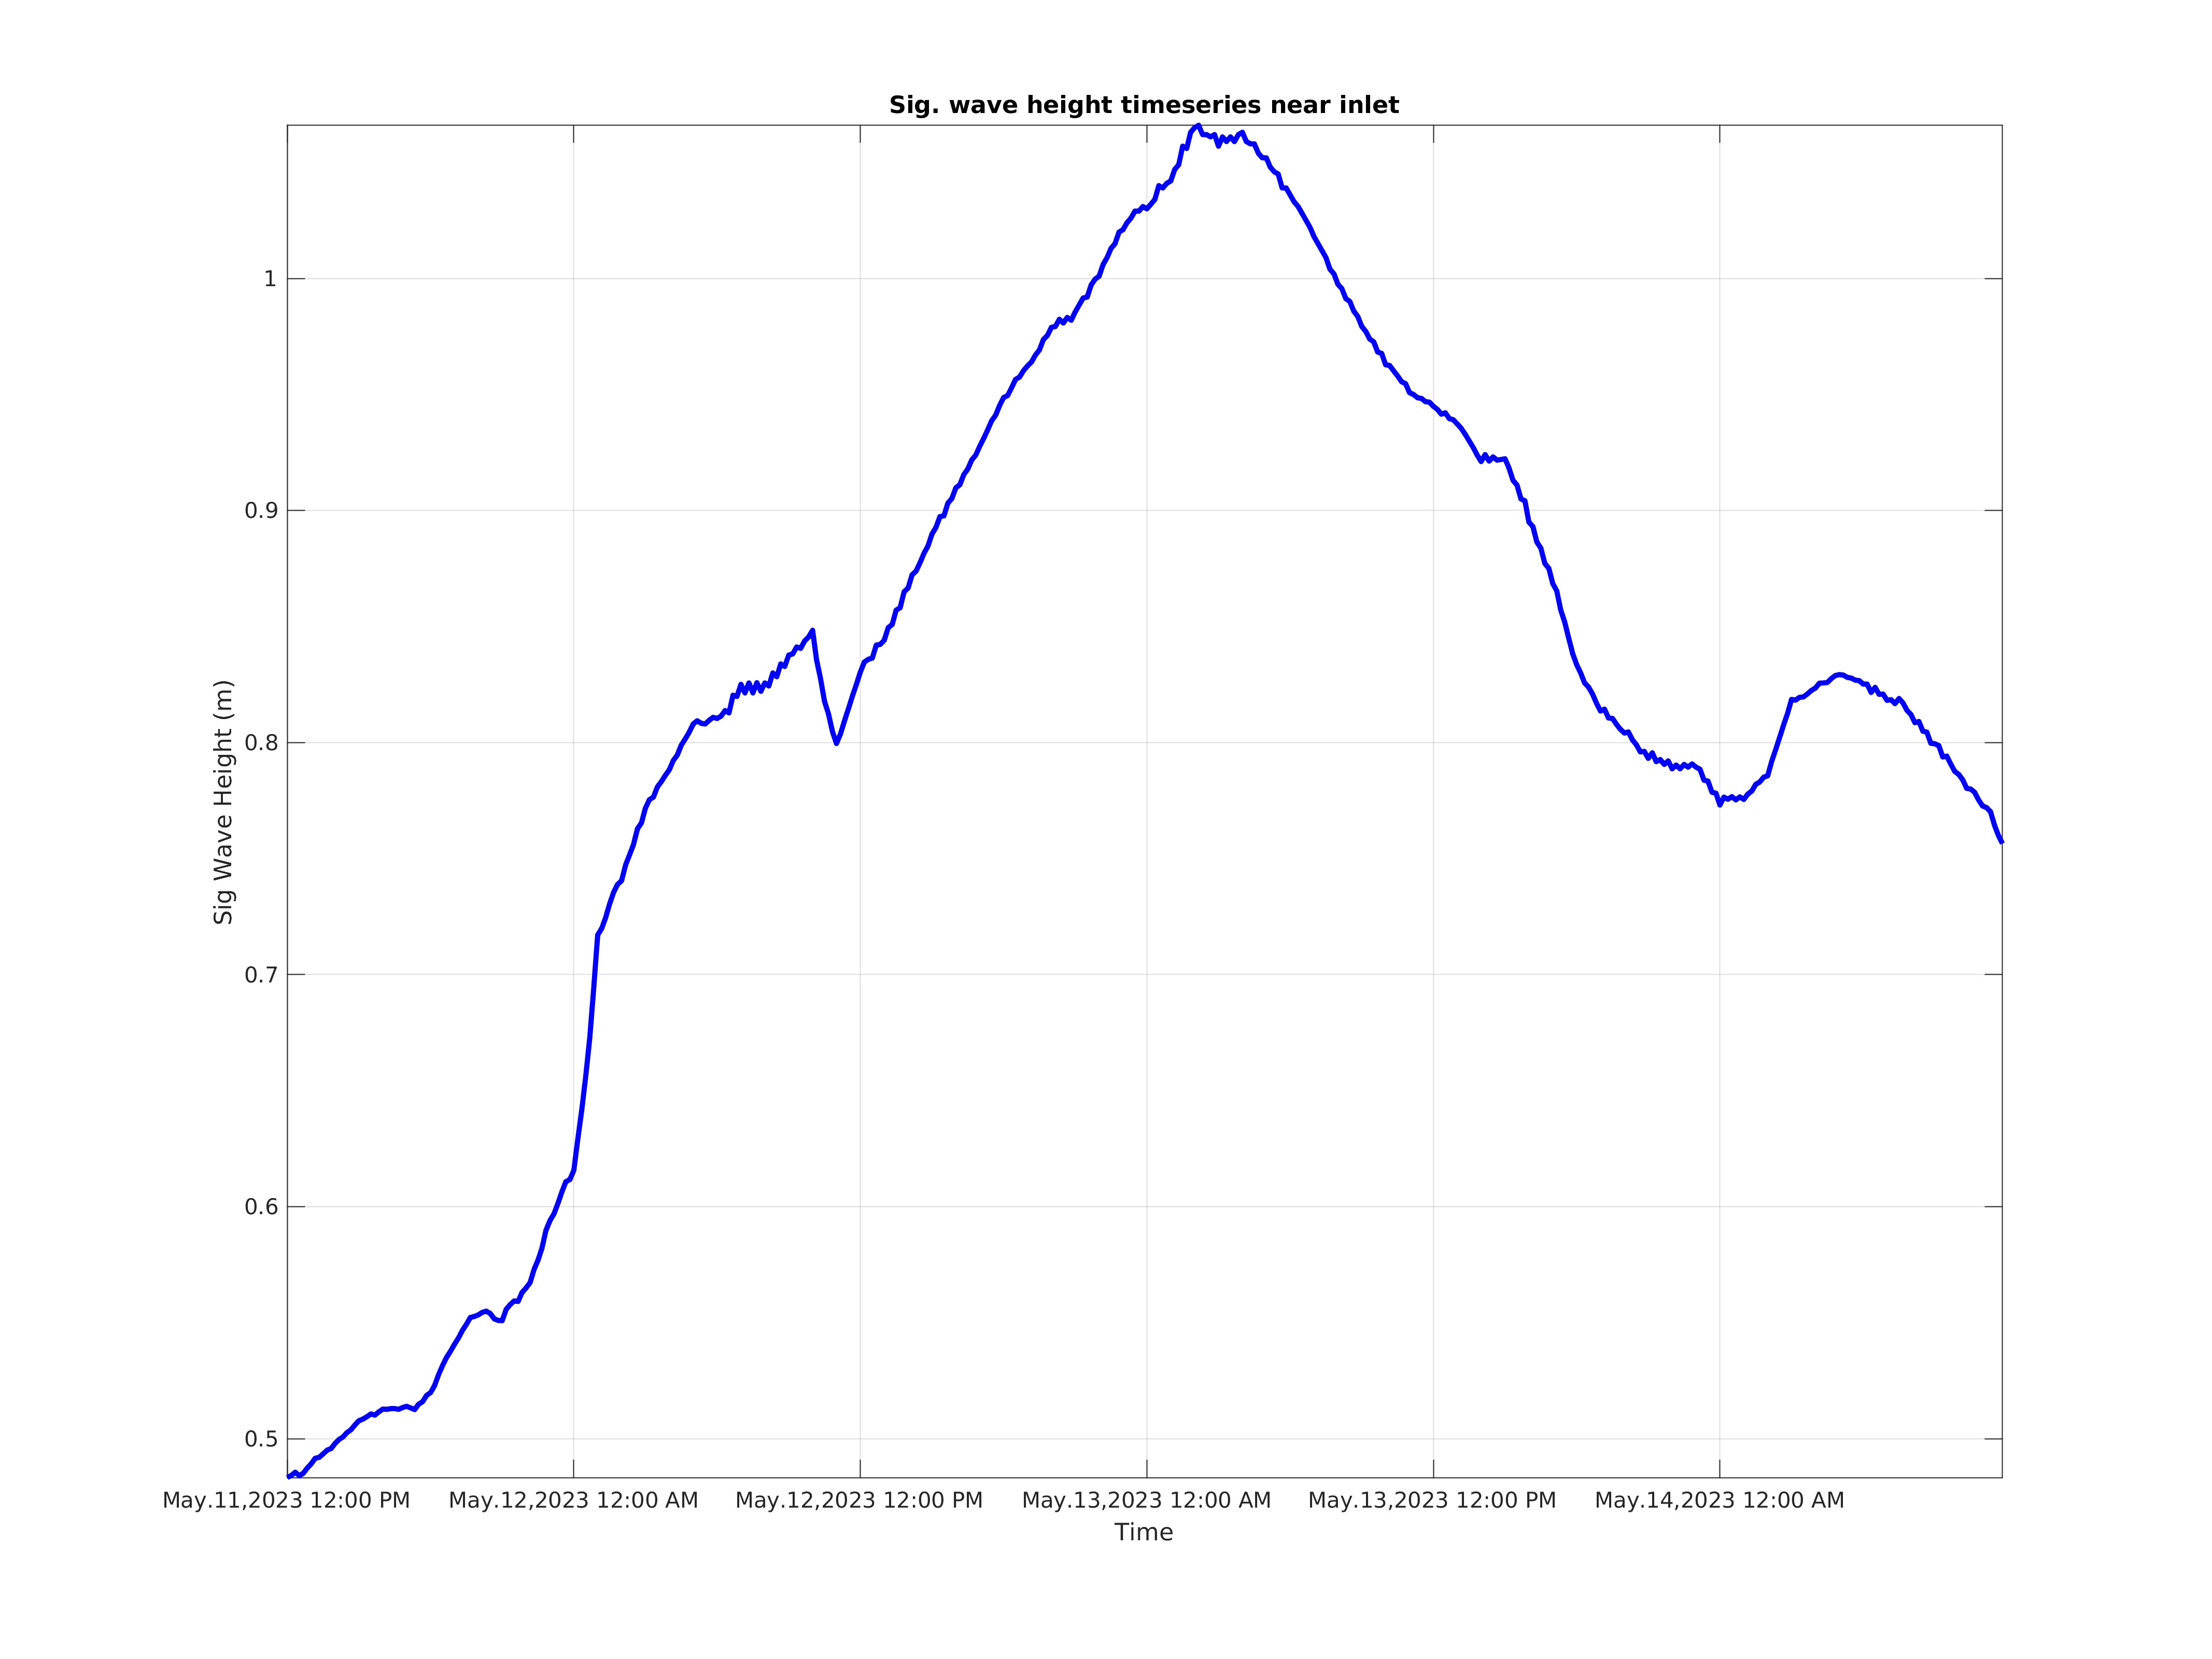 Sig. wave height timeseries near inlet
Sig Wave Height (m)
1
0.9
0.8
0.7
0.6
0.5
May.11,2023 12:00 PM May.12,2023 12:00 AM May.12,2023 12:00 PM May.13,2023 12:00 AM May.13,2023 12:00 PM May.14,2023 12:00 AM
Time